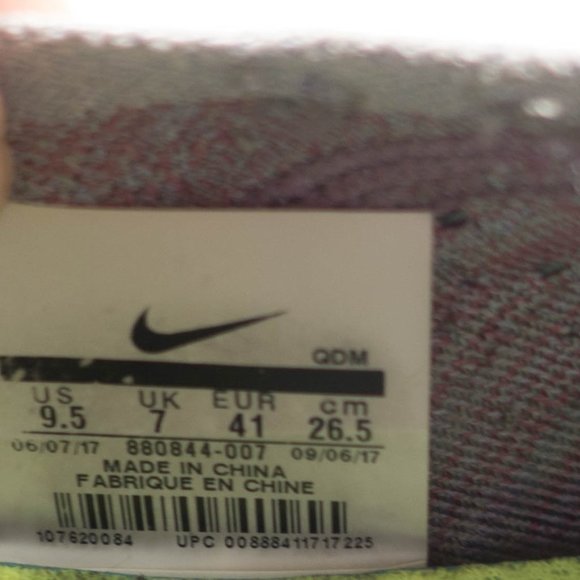 QDM
US UK EUR cm
9.5 7 41 26.5
06/07/17 880844-007 09/06/17
MADE IN CHINA
FABRIQUE EN CHINE
107620084 UPC 00888411717225